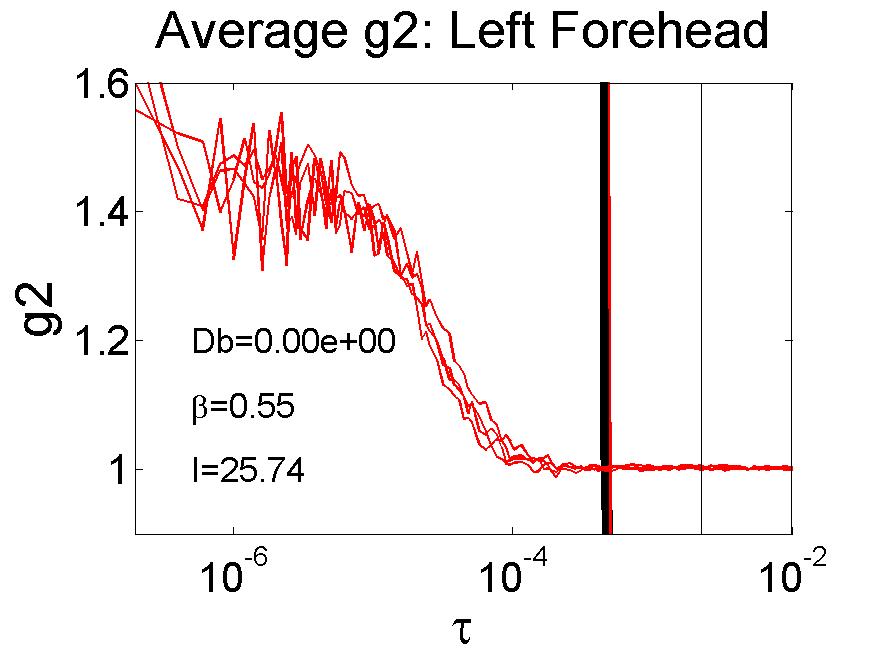 Average g2: Left Forehead
1.6
1.4
1.2
1
g2
Db=0.00e+00
β=0.55
I=25.74
10^-6
10^-4
10^-2
τ